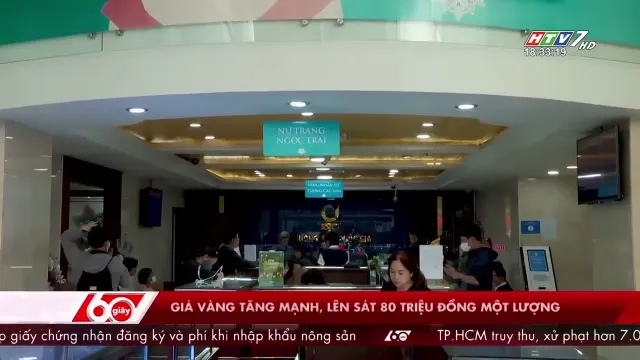 HTV7 HD
18:33:19
NỮ TRANG
NGỌC TRAI
60 giây
GIÁ VÀNG TĂNG MẠNH, LÊN SÁT 80 TRIỆU ĐỒNG MỘT LƯỢNG
p giấy chứng nhận đăng ký và phí khi nhập khẩu nông sản 60 giây TP.HCM truy thu, xử phạt hơn 7.0